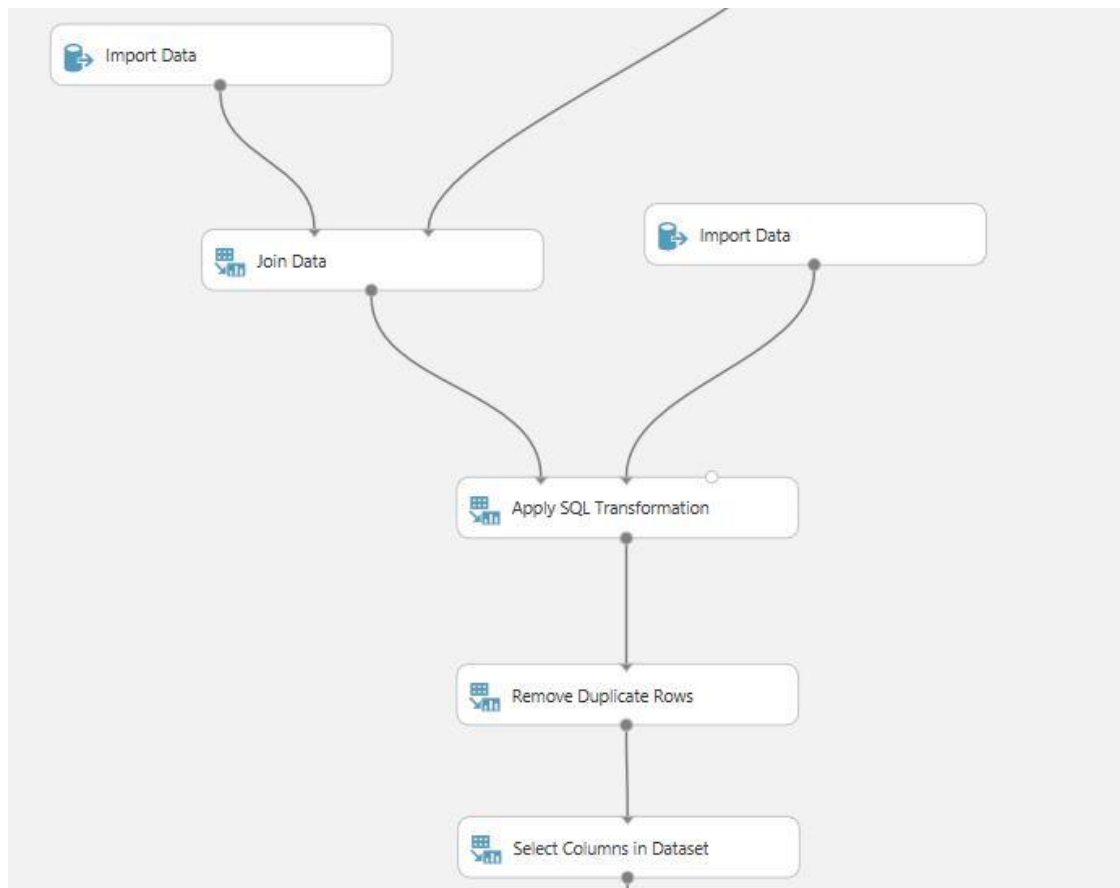 Import Data
Join Data
Import Data
Apply SQL Transformation
Remove Duplicate Rows
Select Columns in Dataset